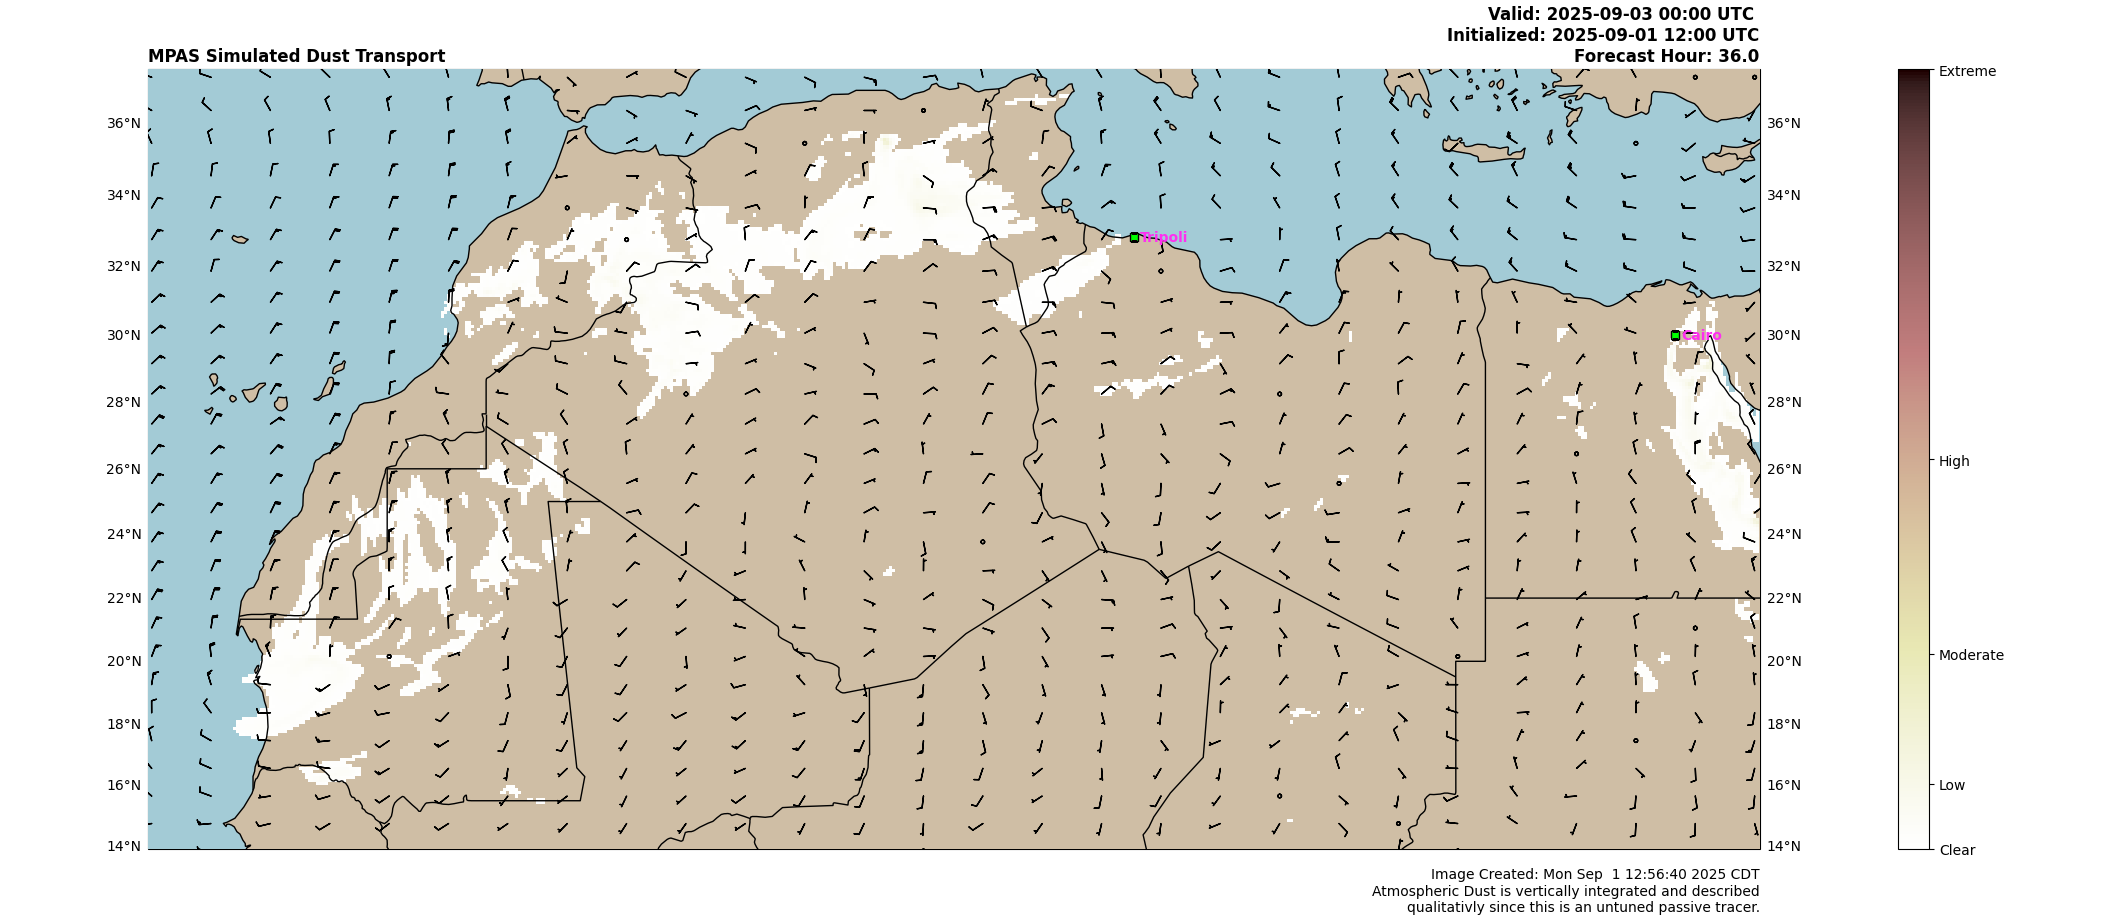 Valid: 2025-09-03 00:00 UTC
Initialized: 2025-09-01 12:00 UTC
MPAS Simulated Dust Transport
Forecast Hour: 36.0
Extreme
36°N
36°N
34°N
34°N
Tripoli
32°N
32°N
30°N
Cairo
30°N
28°N
28°N
High
26°N
26°N
24°N
24°N
22°N
22°N
Moderate
20°N
20°N
18°N
18°N
16°N
16°N
Low
14°N
14°N
Clear
Image Created: Mon Sep  1 12:56:40 2025 CDT
Atmospheric Dust is vertically integrated and described
qualitativly since this is an untuned passive tracer.